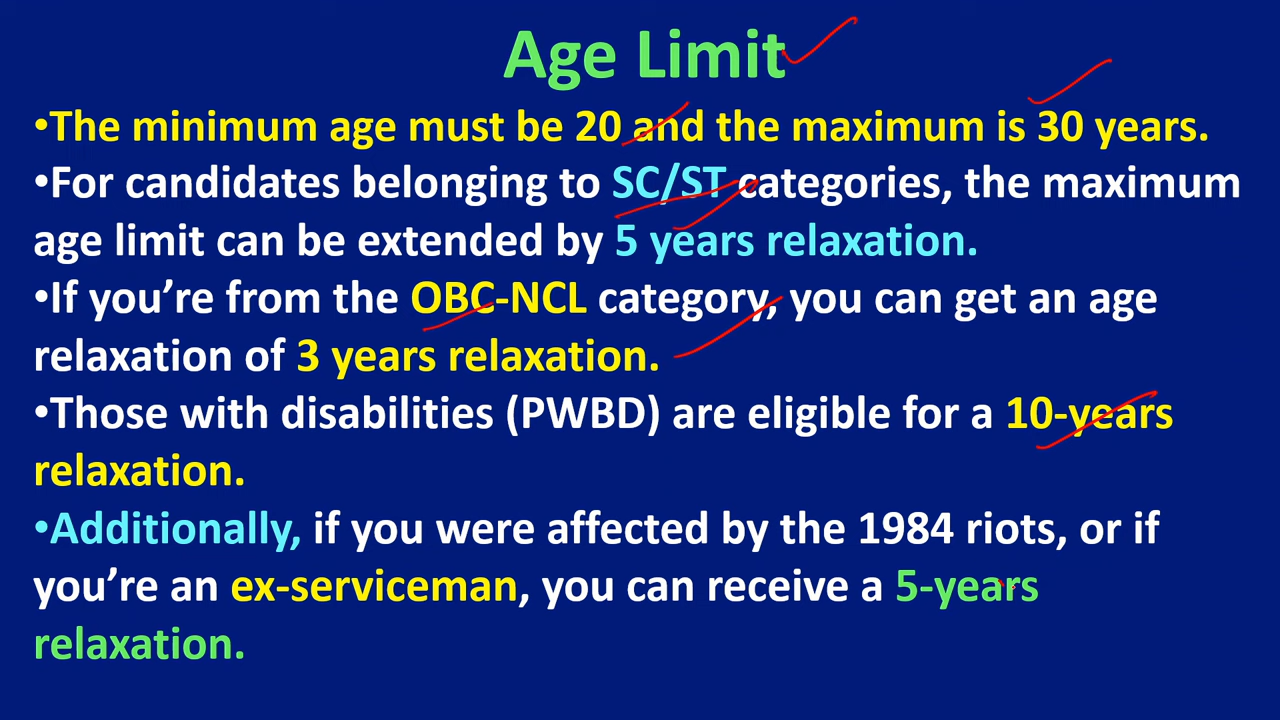 Age Limit
•The minimum age must be 20 and the maximum is 30 years.
•For candidates belonging to SC/ST categories, the maximum
age limit can be extended by 5 years relaxation.
•If you’re from the OBC-NCL category, you can get an age
relaxation of 3 years relaxation.
•Those with disabilities (PWBD) are eligible for a 10-years
relaxation.
•Additionally, if you were affected by the 1984 riots, or if
you’re an ex-serviceman, you can receive a 5-years
relaxation.